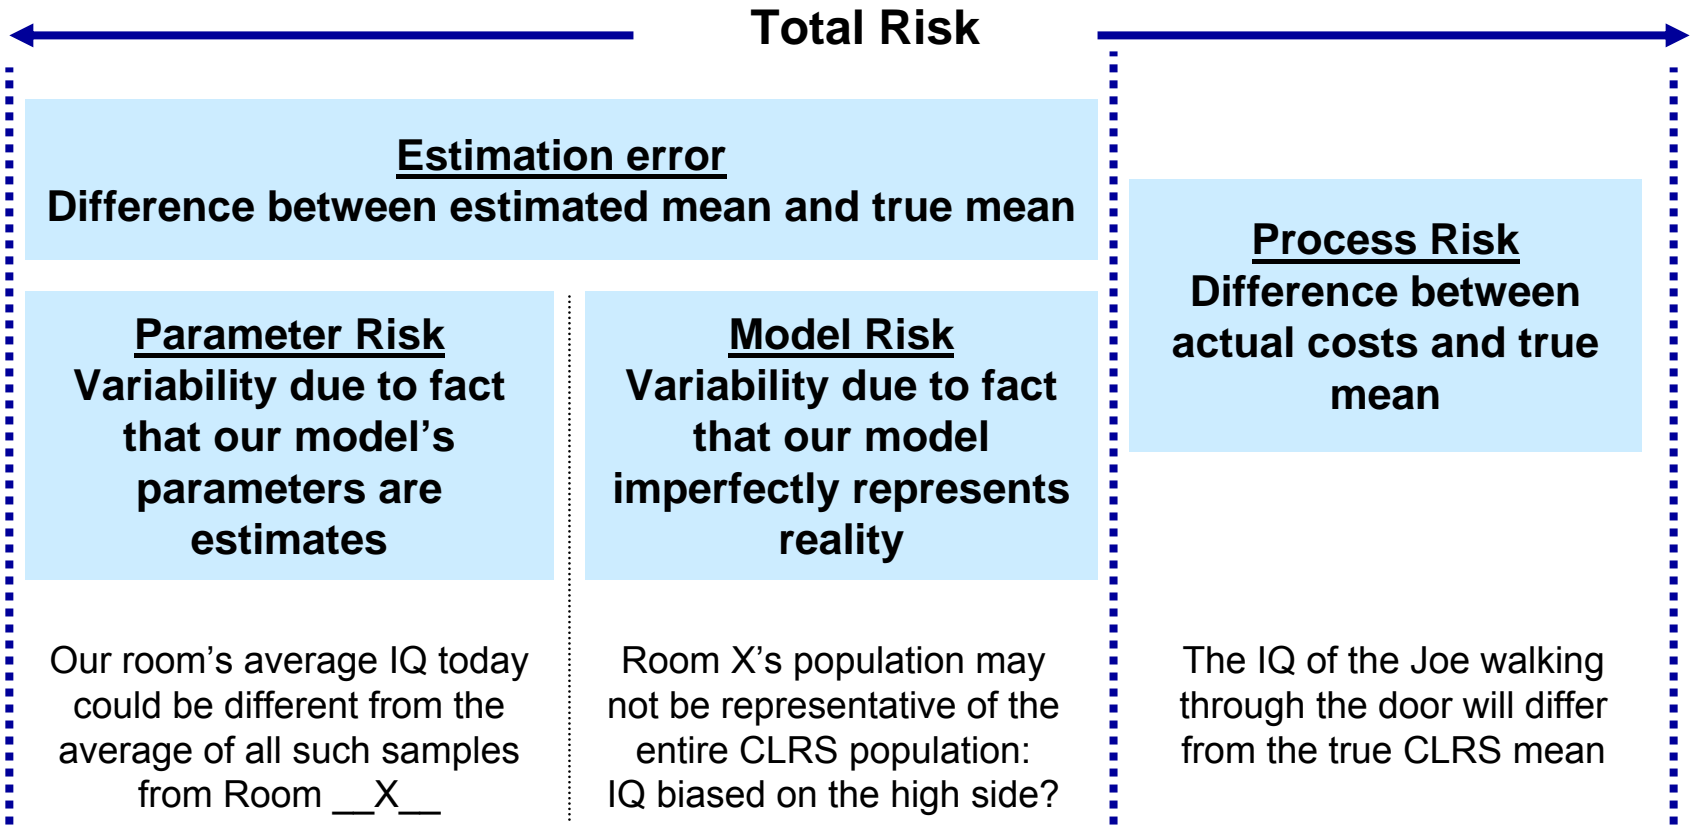 Total Risk
Estimation error
Difference between estimated mean and true mean
Parameter Risk
Variability due to fact
that our model’s
parameters are
estimates
Model Risk
Variability due to fact
that our model
imperfectly represents
reality
Process Risk
Difference between
actual costs and true
mean
Our room’s average IQ today
could be different from the
average of all such samples
from Room __X__
Room X’s population may
not be representative of the
entire CLRS population:
IQ biased on the high side?
The IQ of the Joe walking
through the door will differ
from the true CLRS mean